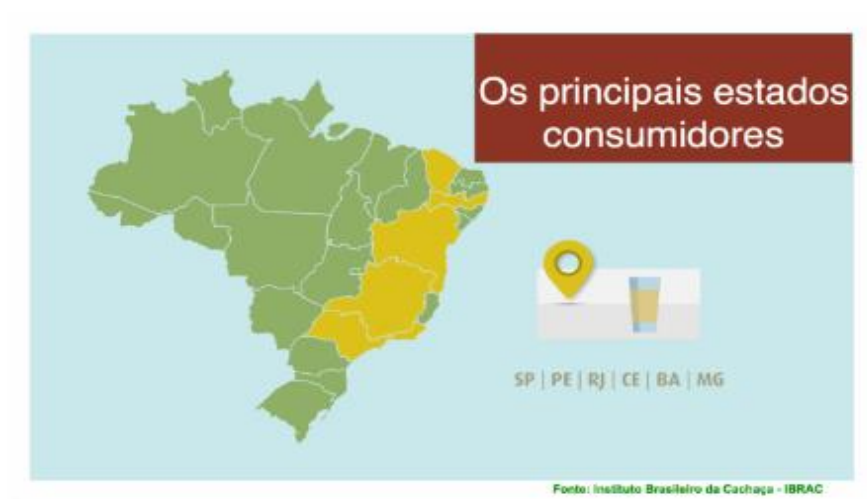 Os principais estados
consumidores
SP | PE | RJ | CE | BA | MG
Fonte: Instituto Brasileiro da Cachaça - IBRAC